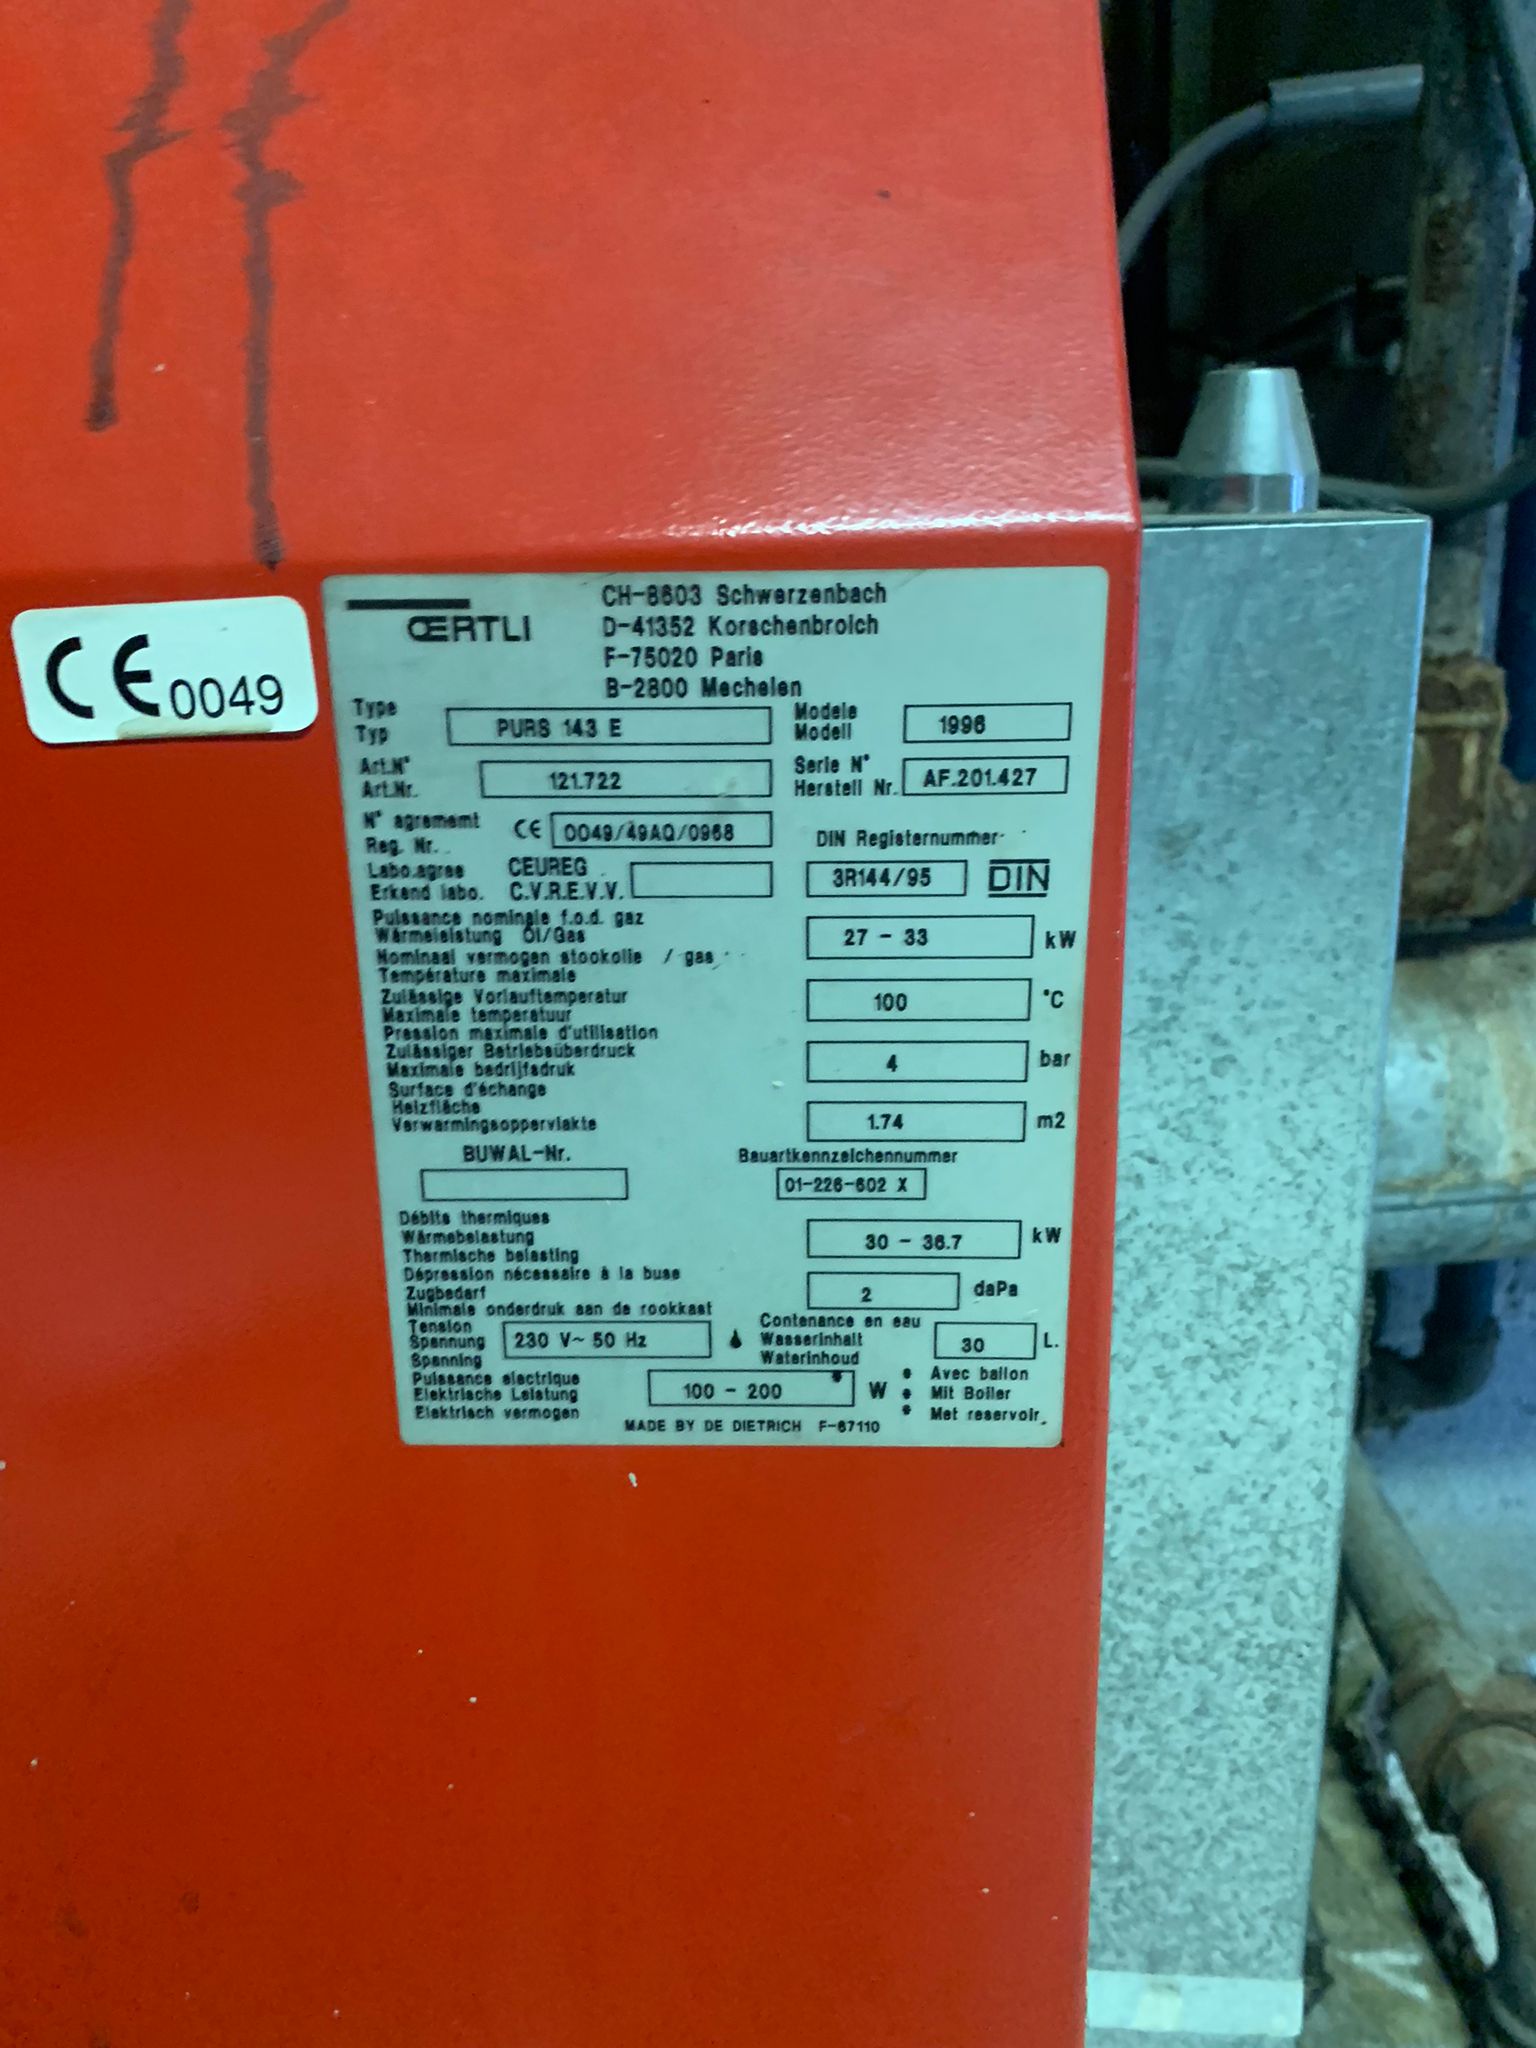 CE 0049
ŒRTLI
CH-8603 Schwerzenbach
D-41352 Korschenbroich
F-75020 Paris
B-2800 Mechelen
Type
Typ
PURS 143 E
Modele
Modell
1996
Art.N°
Art.Nr.
121.722
Serie N°
Herstell Nr.
AF.201.427
N° agrement
Reg. Nr.
CE 0049/49AQ/0968
DIN Registernummer
Labo.agree
Erkend labo.
CEUREG
C.V.R.E.V.V.
3R144/95
DIN
Puissance nominale f.o.d. gaz
Wärmeleistung Öl/Gas
Nominaal vermogen stookolie / gas
27 - 33 kW
Température maximale
Zulässige Vorlauftemperatur
Maximale temperatuur
100 °C
Pression maximale d'utilisation
Zulässiger Betriebsüberdruck
Maximale bedrijfsdruk
4 bar
Surface d'échange
Heizfläche
Verwarmingsoppervlakte
1.74 m2
BUWAL-Nr.
Bauartkennzeichennummer
01-226-602 X
Débits thermiques
Wärmebelastung
Thermische belasting
30 - 36.7 kW
Dépression nécessaire à la buse
Zugbedarf
Minimale onderdruk aan de rookkast
2 daPa
Tension
Spannung
Spanning
230 V~ 50 Hz
Contenance en eau
Wasserinhalt
Waterinhoud
30 L.
Puissance electrique
Elektrische Leistung
Elektrisch vermogen
100 - 200 * W
* Avec ballon
* Mit Boiler
* Met reservoir.
MADE BY DE DIETRICH F-67110